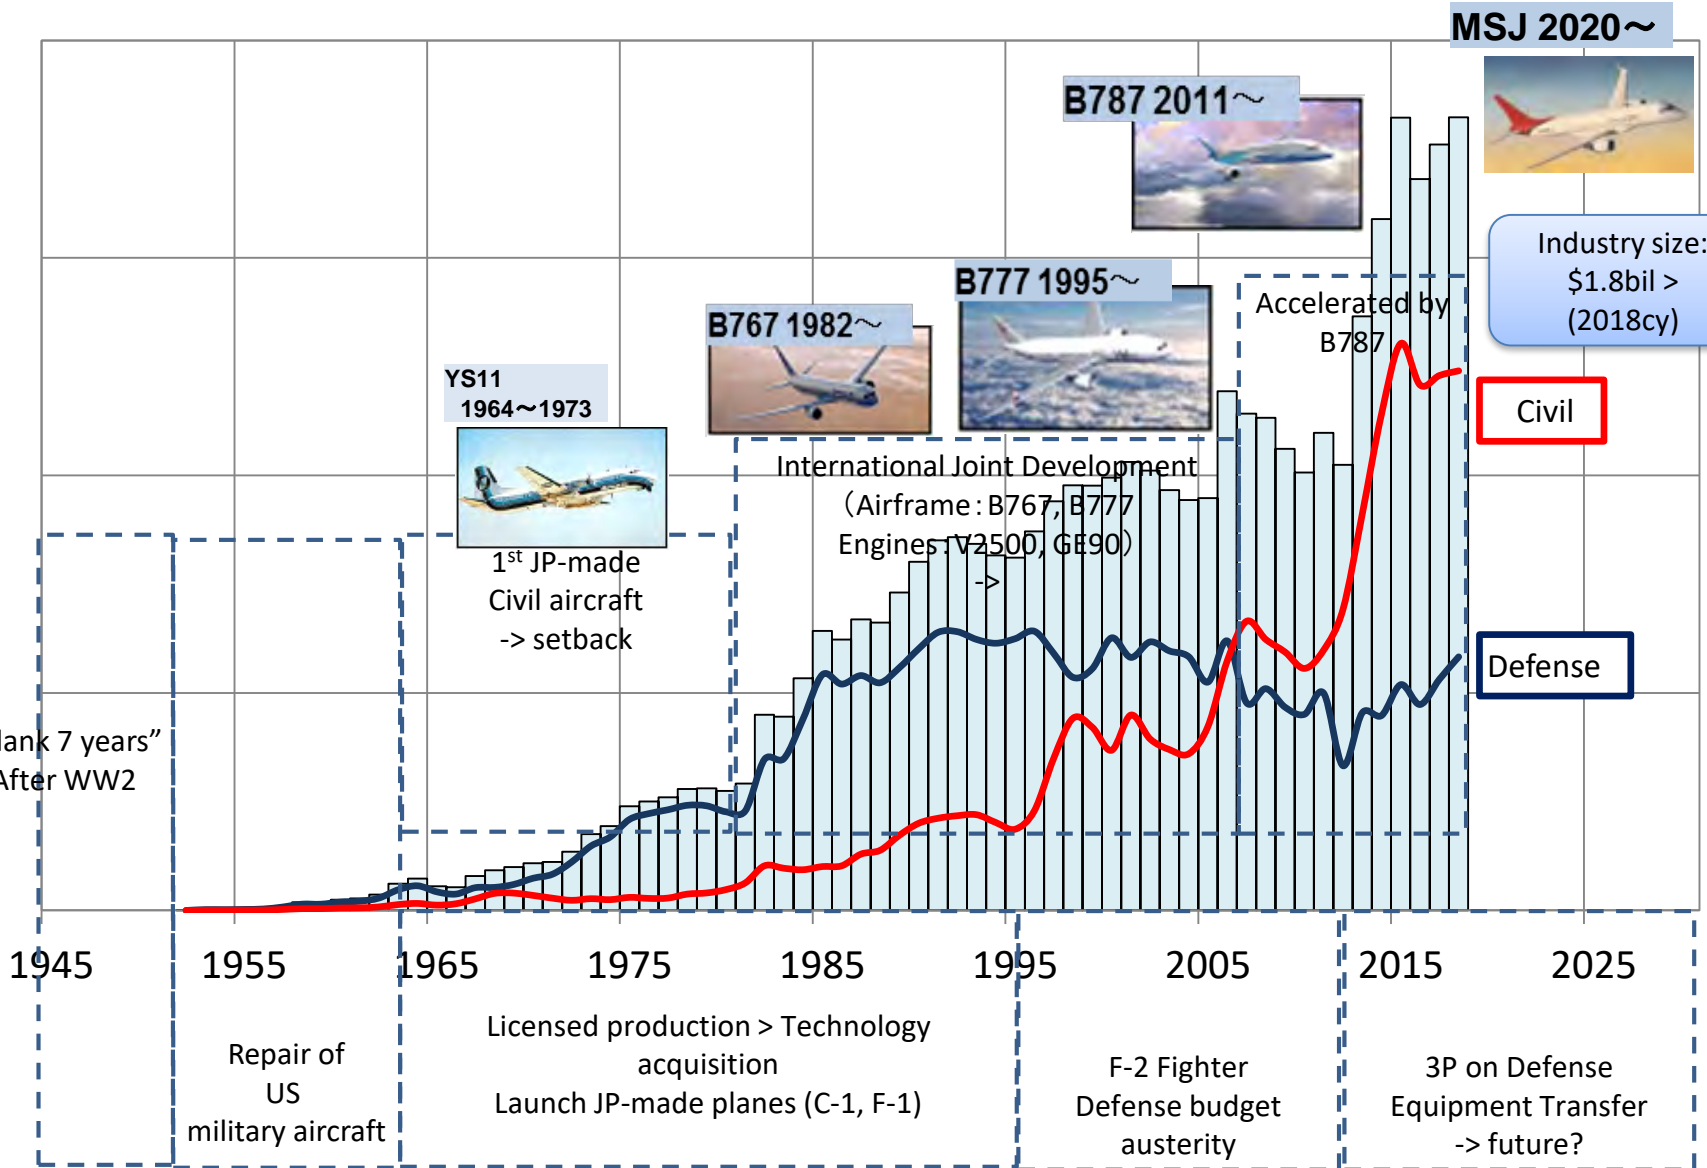 MSJ 2020～
B787 2011～
B777 1995～
B767 1982～
YS11
1964～1973
Industry size:
$1.8bil >
(2018cy)
Accelerated by
B787
Civil
International Joint Development
（Airframe：B767, B777
Engines：V2500, GE90）
->
1st JP-made
Civil aircraft
-> setback
Defense
lank 7 years”
After WW2
1945 1955 1965 1975 1985 1995 2005 2015 2025
Repair of
US
military aircraft
Licensed production > Technology
acquisition
Launch JP-made planes (C-1, F-1)
F-2 Fighter
Defense budget
austerity
3P on Defense
Equipment Transfer
-> future?